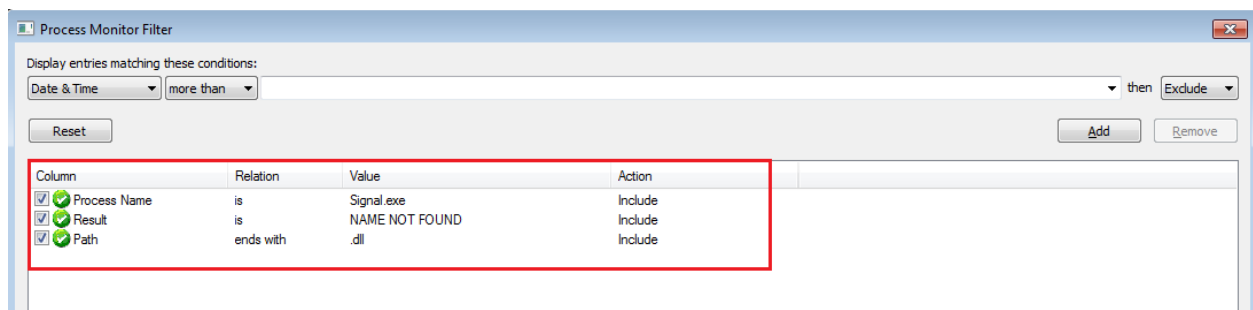 Process Monitor Filter
Display entries matching these conditions:
Date & Time more than then Exclude
Reset Add Remove
Column Relation Value Action
Process Name is Signal.exe Include
Result is NAME NOT FOUND Include
Path ends with .dll Include